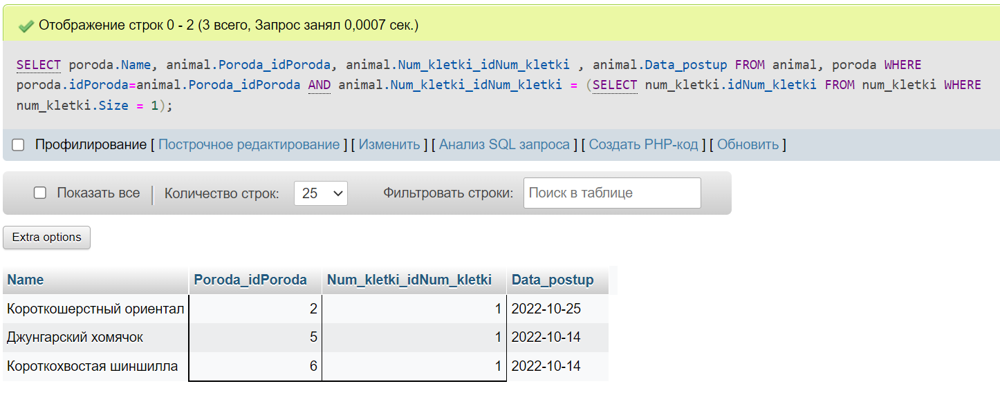 Отображение строк 0 - 2 (3 всего, Запрос занял 0,0007 сек.)
SELECT poroda.Name, animal.Poroda_idPoroda, animal.Num_kletki_idNum_kletki , animal.Data_postup FROM animal, poroda WHERE
poroda.idPoroda=animal.Poroda_idPoroda AND animal.Num_kletki_idNum_kletki = (SELECT num_kletki.idNum_kletki FROM num_kletki WHERE
num_kletki.Size = 1);
Профилирование [ Построчное редактирование ] [ Изменить ] [ Анализ SQL запроса ] [ Создать PHP-код ] [ Обновить ]
Показать все Количество строк: 25 Фильтровать строки: Поиск в таблице
Extra options
Name Poroda_idPoroda Num_kletki_idNum_kletki Data_postup
Короткошерстный ориентал 2 1 2022-10-25
Джунгарский хомячок 5 1 2022-10-14
Короткохвостая шиншилла 6 1 2022-10-14